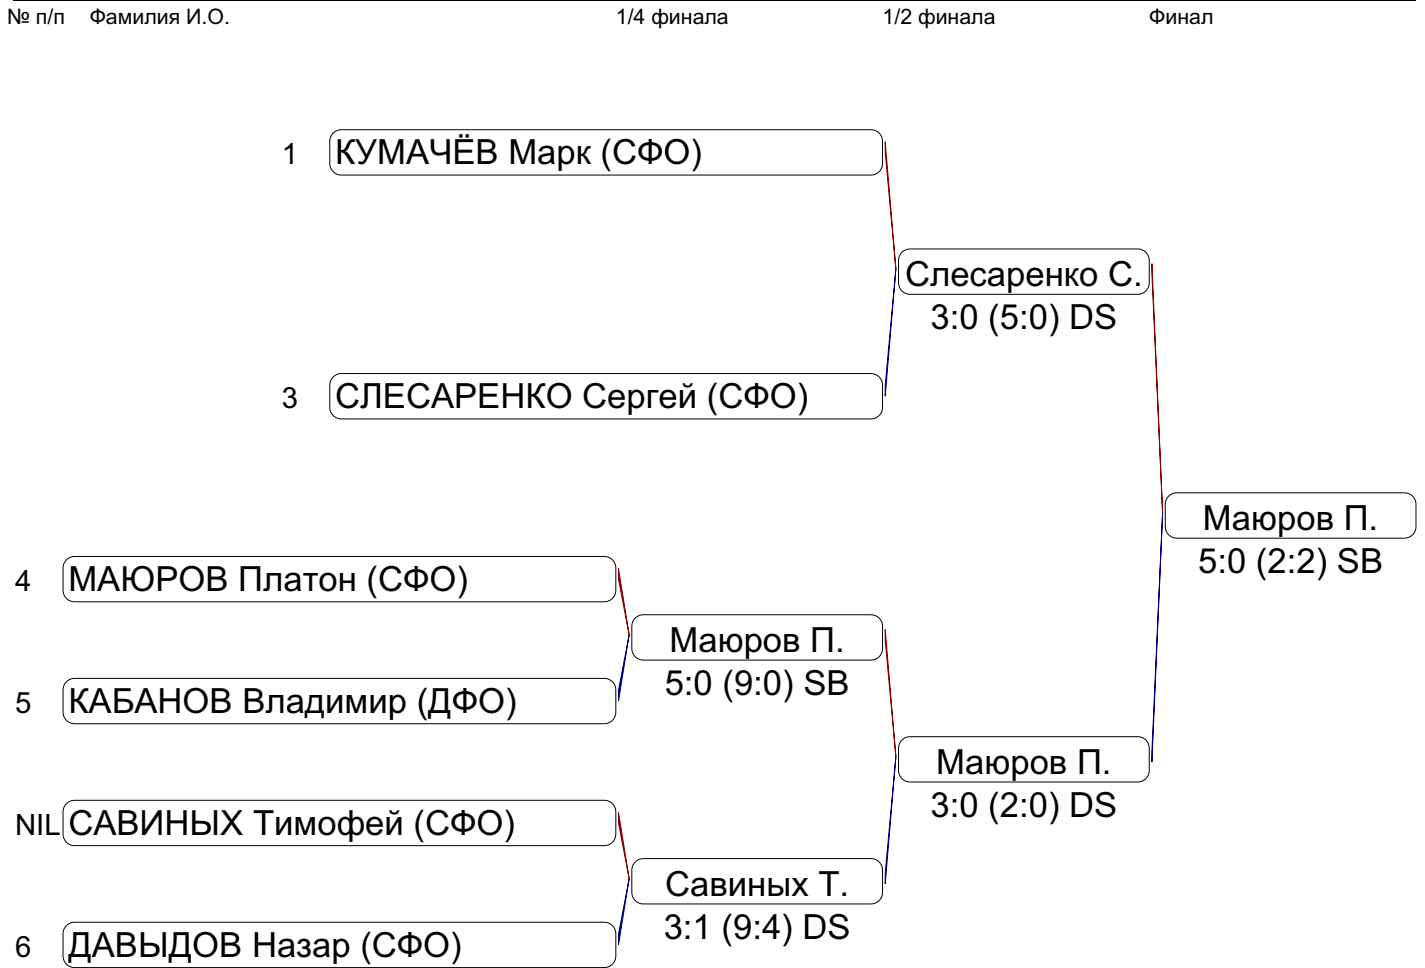 № п/п Фамилия И.О. 1/4 финала 1/2 финала Финал
1 КУМАЧЁВ Марк (СФО)
Слесаренко С.
3:0 (5:0) DS
3 СЛЕСАРЕНКО Сергей (СФО)
Маюров П.
5:0 (2:2) SB
4 МАЮРОВ Платон (СФО)
Маюров П.
5:0 (9:0) SB
5 КАБАНОВ Владимир (ДФО)
Маюров П.
3:0 (2:0) DS
NIL САВИНЫХ Тимофей (СФО)
Савиных Т.
3:1 (9:4) DS
6 ДАВЫДОВ Назар (СФО)